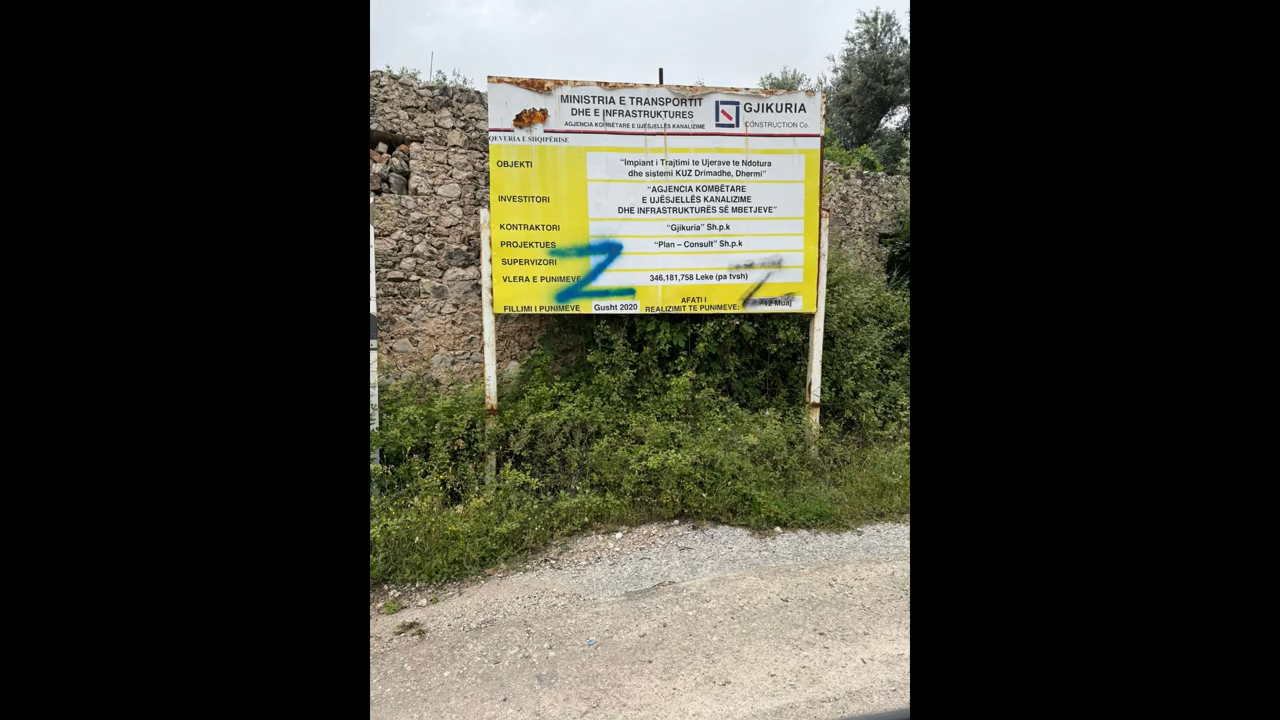 MINISTRIA E TRANSPORTIT
DHE E INFRASTRUKTURES
AGJENCIA KOMBËTARE E UJËSJELLËS KANALIZIME
GJIKURIA
CONSTRUCTION Co.
QEVERIA E SHQIPËRISE
OBJEKTI
"Impiant i Trajtimi te Ujerave te Ndotura
dhe sistemi KUZ Drimadhe, Dhermi"
INVESTITORI
"AGJENCIA KOMBËTARE
E UJËSJELLËS KANALIZIME
DHE INFRASTRUKTURËS SË MBETJEVE"
KONTRAKTORI
"Gjikuria" Sh.p.k
PROJEKTUES
"Plan – Consult" Sh.p.k
SUPERVIZORI
VLERA E PUNIMEVE
346,181,758 Leke (pa tvsh)
FILLIMI I PUNIMEVE
Gusht 2020
AFATI I
REALIZIMIT TE PUNIMEVE:
12 Muaj
Z